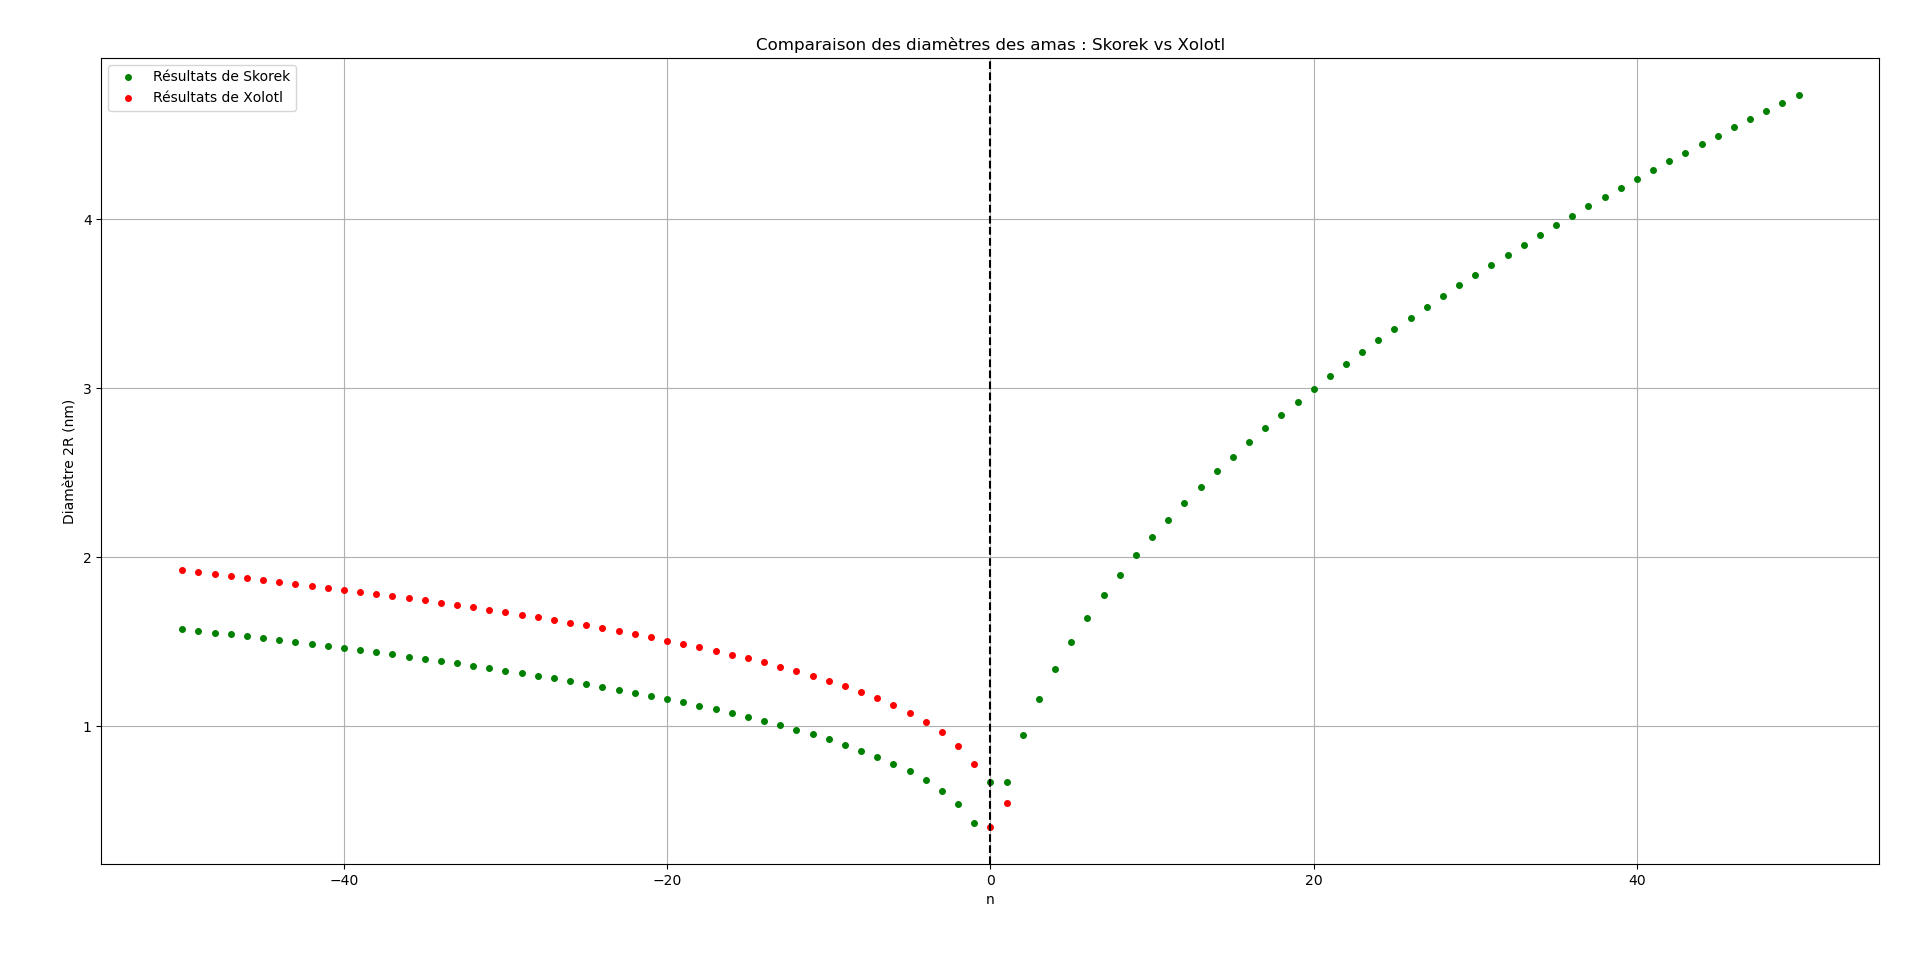 Comparaison des diamètres des amas : Skorek vs Xolotl
Résultats de Skorek
Résultats de Xolotl
Diamètre 2R (nm)
4
3
2
1
−40
−20
0
20
40
n